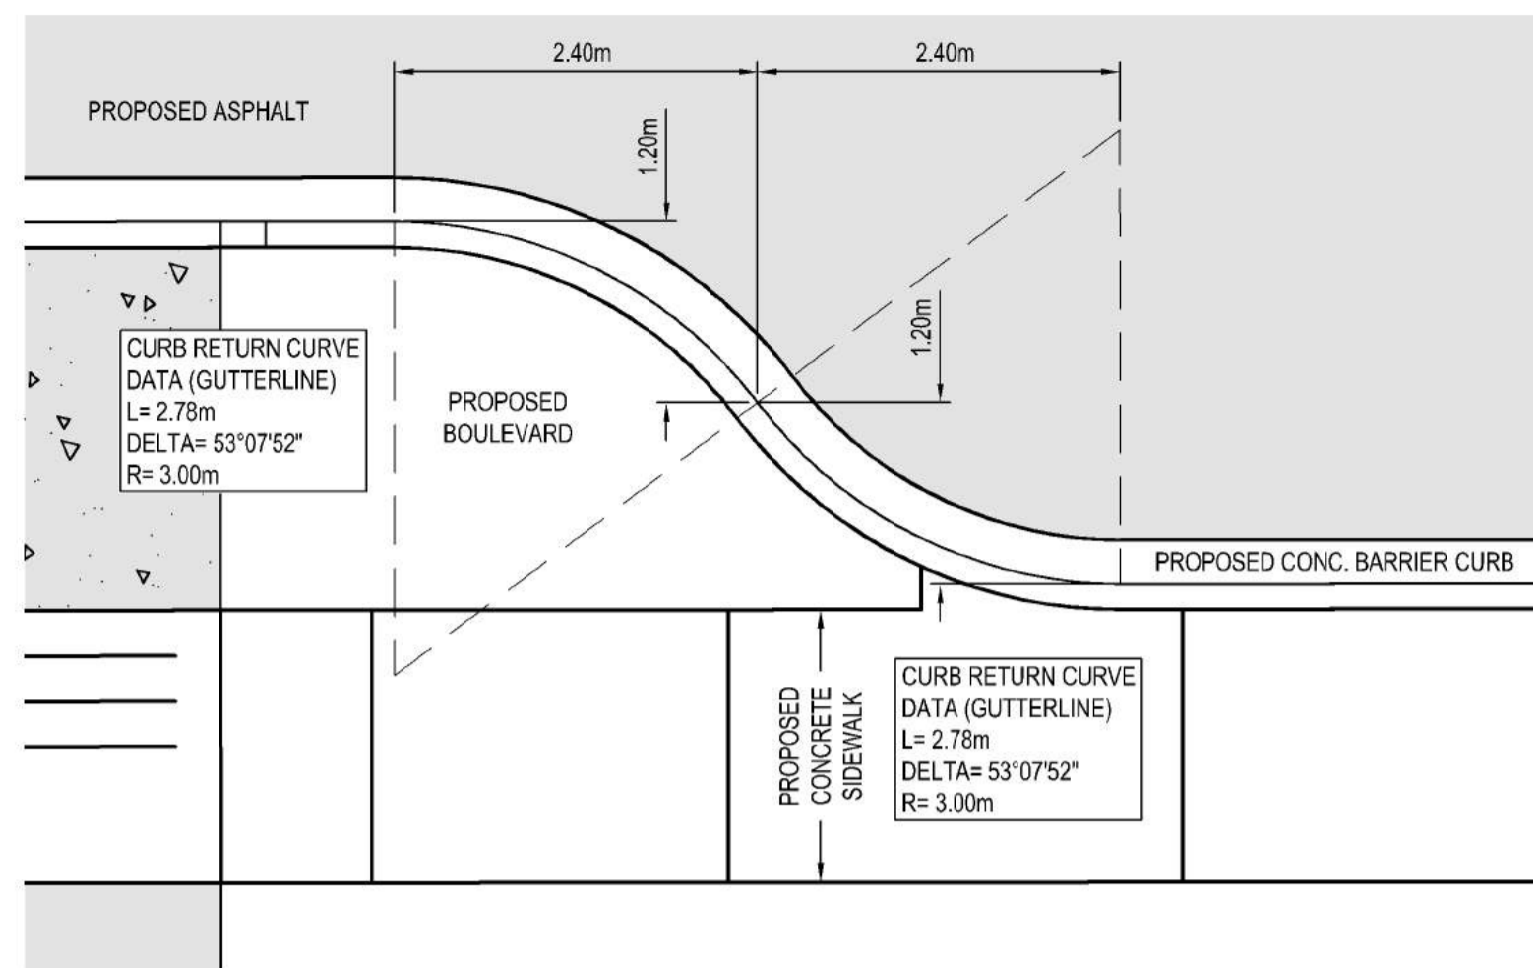 2.40m
2.40m
PROPOSED ASPHALT
1.20m
1.20m
CURB RETURN CURVE
DATA (GUTTERLINE)
L= 2.78m
DELTA= 53°07'52"
R= 3.00m
PROPOSED
BOULEVARD
PROPOSED CONC. BARRIER CURB
PROPOSED
CONCRETE
SIDEWALK
CURB RETURN CURVE
DATA (GUTTERLINE)
L= 2.78m
DELTA= 53°07'52"
R= 3.00m